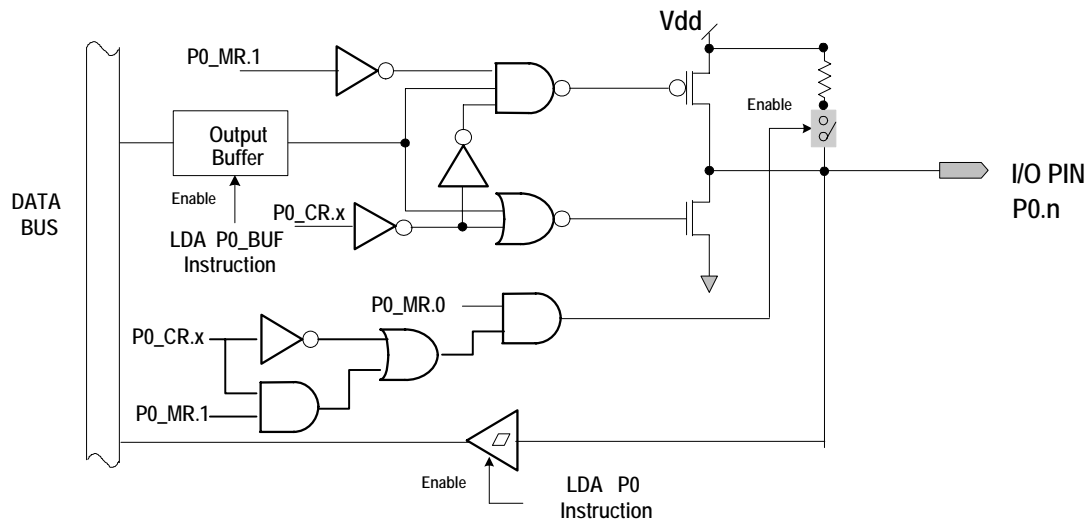 Vdd
P0_MR.1
Enable
Output
Buffer
I/O PIN
P0.n
DATA
BUS
Enable
P0_CR.x
LDA P0_BUF
Instruction
P0_MR.0
P0_CR.x
P0_MR.1
Enable
LDA P0
Instruction